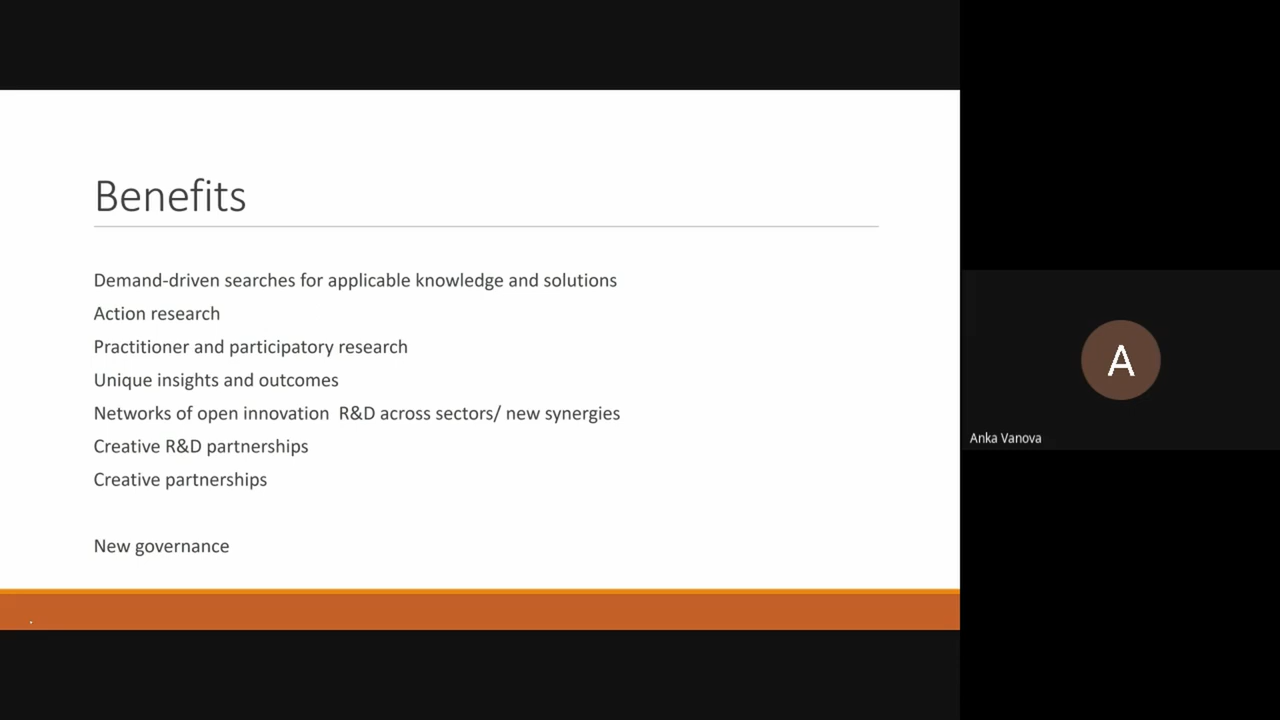 Benefits
Demand-driven searches for applicable knowledge and solutions
Action research
Practitioner and participatory research
Unique insights and outcomes
Networks of open innovation  R&D across sectors/ new synergies
Creative R&D partnerships
Creative partnerships
New governance
.
A
Anka Vanova